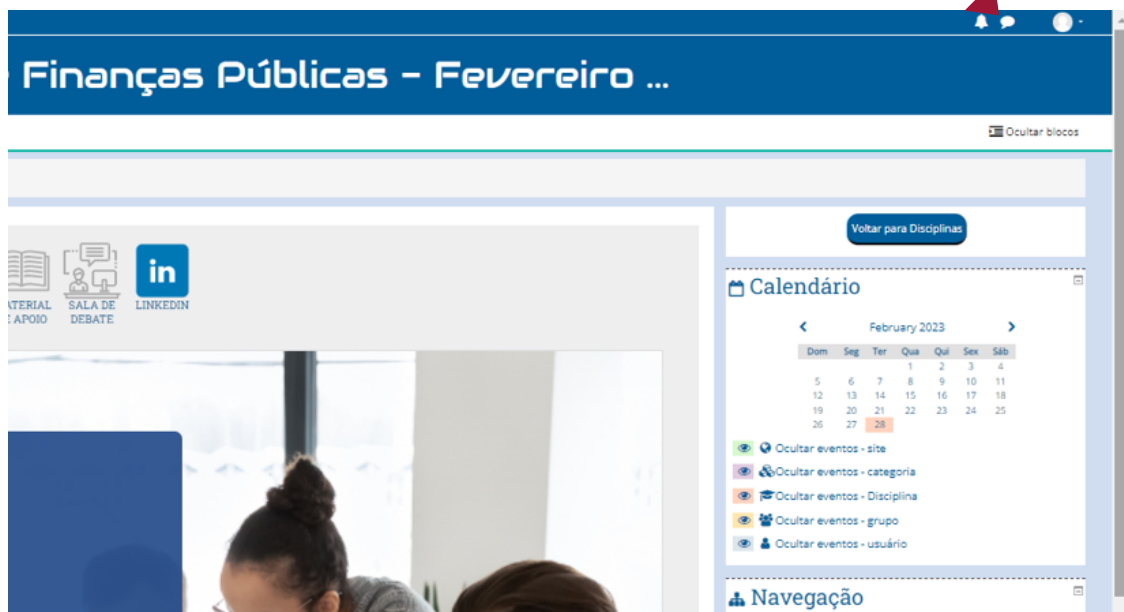 Finanças Públicas - Fevereiro ...
Ocultar blocos
Voltar para Disciplinas
ATERIAL
APOIO
SALA DE
DEBATE
in
LINKEDIN
Calendário
February 2023
Dom Seg Ter Qua Qui Sex Sáb
1 2 3 4
5 6 7 8 9 10 11
12 13 14 15 16 17 18
19 20 21 22 23 24 25
26 27 28
Ocultar eventos - site
Ocultar eventos - categoria
Ocultar eventos - Disciplina
Ocultar eventos - grupo
Ocultar eventos - usuário
Navegação